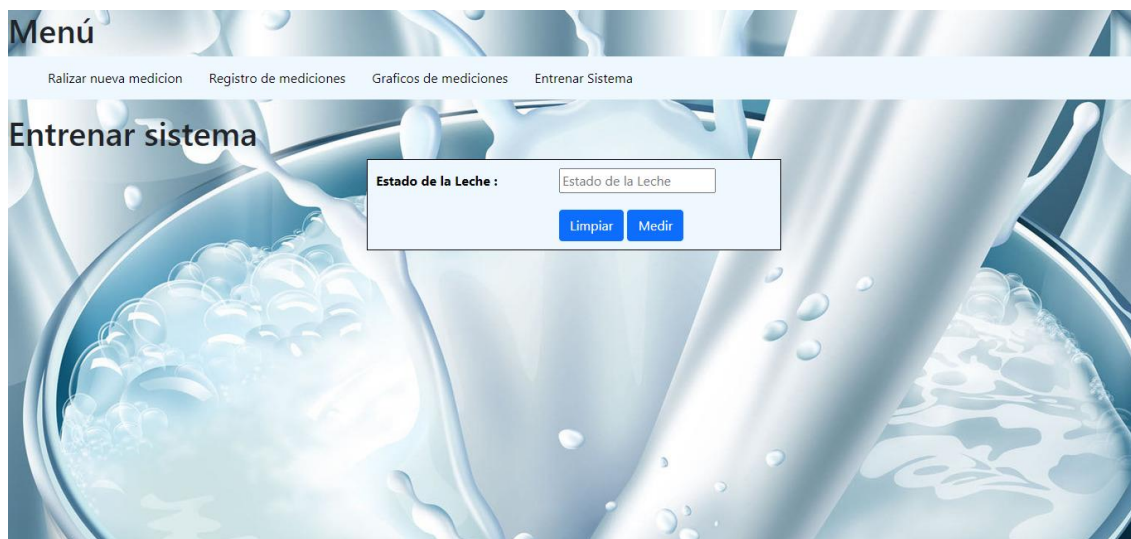 Menú
Ralizar nueva medicion Registro de mediciones Graficos de mediciones Entrenar Sistema
Entrenar sistema
Estado de la Leche : Estado de la Leche
Limpiar Medir